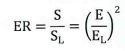 ER = S/S_L = (E/E_L)^2